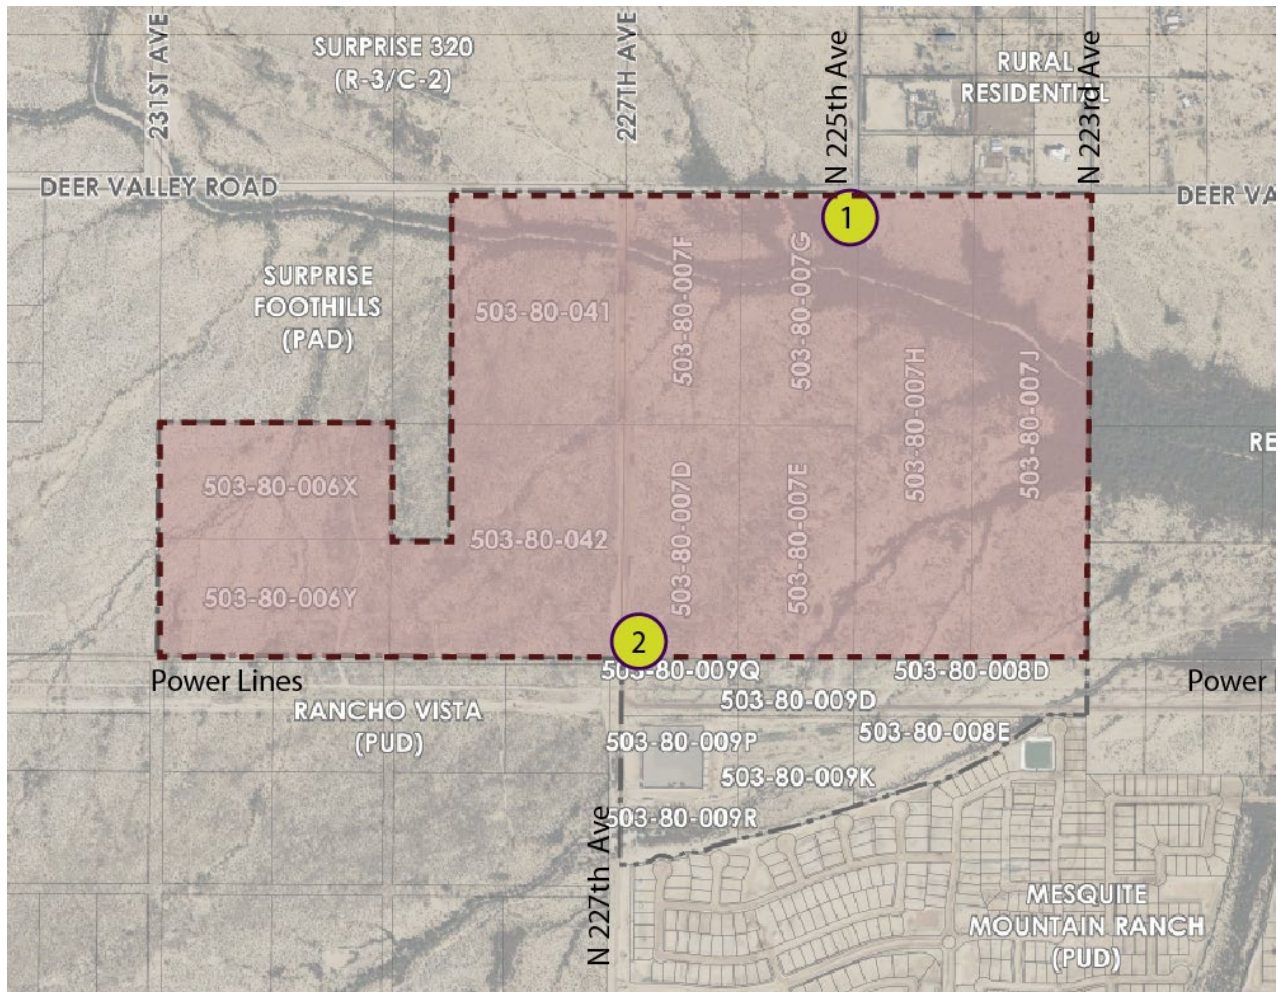 231ST AVE
SURPRISE 320
(R-3/C-2)
227TH AVE
N 225th Ave
RURAL
RESIDENTIAL
N 223rd Ave
DEER VALLEY ROAD
DEER VA
1
SURPRISE
FOOTHILLS
(PAD)
503-80-041
503-80-007F
503-80-007G
503-80-007H
503-80-007J
RE
503-80-006X
503-80-042
503-80-007D
503-80-007E
503-80-006Y
2
503-80-009Q
503-80-008D
Power Lines
Power
503-80-009D
RANCHO VISTA
(PUD)
503-80-009P
503-80-008E
503-80-009K
503-80-009R
N 227th Ave
MESQUITE
MOUNTAIN RANCH
(PUD)